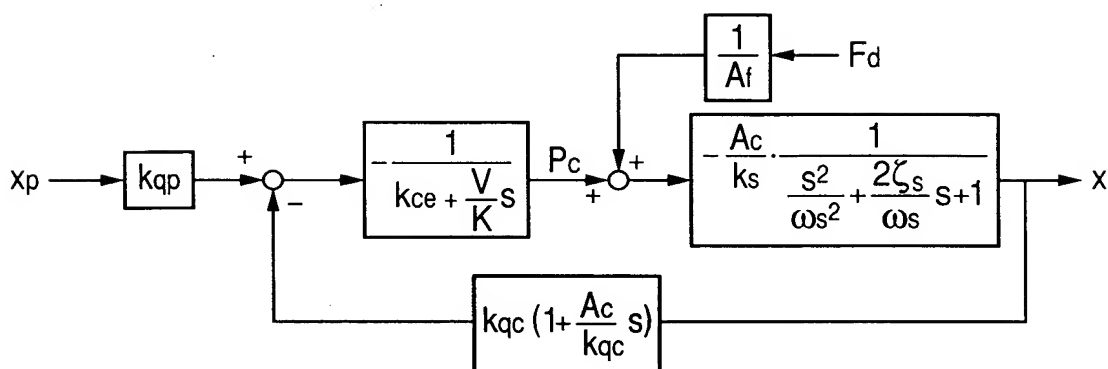 1
Af
Fd
Xp
kqp
+
−
− 1
kce + V/K s
Pc
+
+
− Ac/ks · 1
s²/ωs² + 2ζs/ωs s+1
X
kqc (1+ Ac/kqc s)